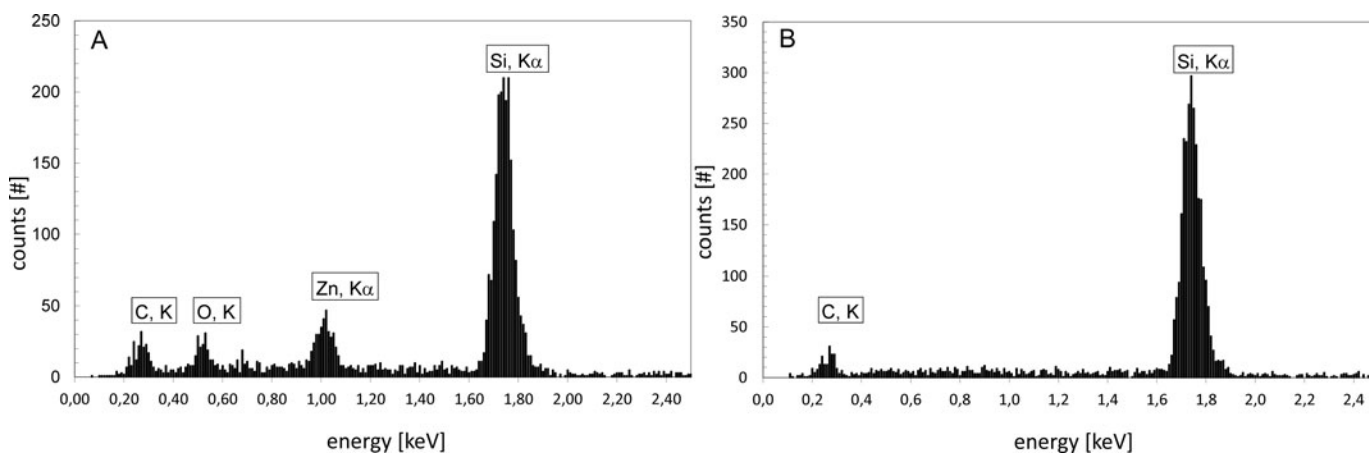 A
250
200
150
100
50
0
counts [#]
C, K
O, K
Zn, Kα
Si, Kα
0,00 0,20 0,40 0,60 0,80 1,00 1,20 1,40 1,60 1,80 2,00 2,20 2,40
energy [keV]
B
350
300
250
200
150
100
50
0
counts [#]
C, K
Si, Kα
0,0 0,2 0,4 0,6 0,8 1,0 1,2 1,4 1,6 1,8 2,0 2,2 2,4
energy [keV]